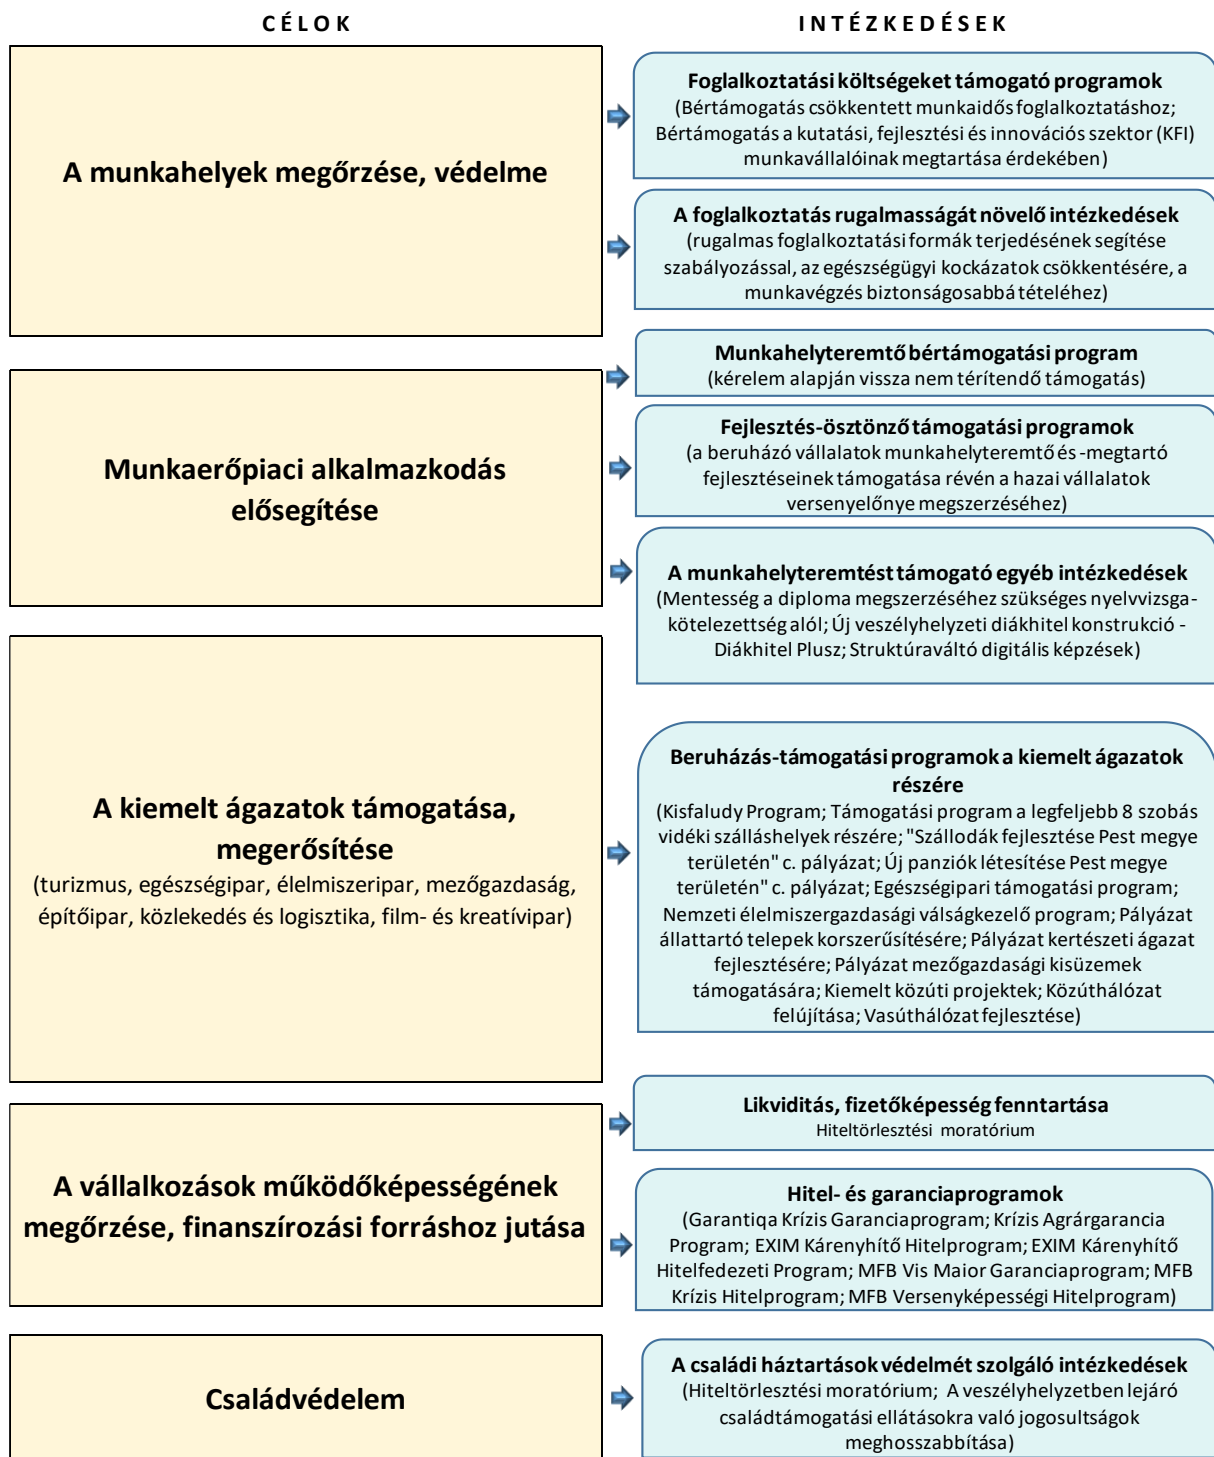 CÉLOK
INTÉZKEDÉSEK
A munkahelyek megőrzése, védelme
Foglalkoztatási költségeket támogató programok
(Bértámogatás csökkentett munkaidős foglalkoztatáshoz;
Bértámogatás a kutatási, fejlesztési és innovációs szektor (KFI)
munkavállalóinak megtartása érdekében)
A foglalkoztatás rugalmasságát növelő intézkedések
(rugalmas foglalkoztatási formák terjedésének segítése
szabályozással, az egészségügyi kockázatok csökkentésére, a
munkavégzés biztonságosabbá tételéhez)
Munkaerőpiaci alkalmazkodás
elősegítése
Munkahelyteremtő bértámogatási program
(kérelem alapján vissza nem térítendő támogatás)
Fejlesztés-ösztönző támogatási programok
(a beruházó vállalatok munkahelyteremtő és -megtartó
fejlesztéseinek támogatása révén a hazai vállalatok
versenyelőnye megszerzéséhez)
A munkahelyteremtést támogató egyéb intézkedések
(Mentesség a diploma megszerzéséhez szükséges nyelvvizsga-
kötelezettség alól; Új veszélyhelyzeti diákhitel konstrukció -
Diákhitel Plusz; Struktúraváltó digitális képzések)
A kiemelt ágazatok támogatása,
megerősítése
(turizmus, egészségipar, élelmiszeripar, mezőgazdaság,
építőipar, közlekedés és logisztika, film- és kreatívipar)
Beruházás-támogatási programok a kiemelt ágazatok
részére
(Kisfaludy Program; Támogatási program a legfeljebb 8 szobás
vidéki szálláshelyek részére; "Szállodák fejlesztése Pest megye
területén" c. pályázat; Új panziók létesítése Pest megye
területén" c. pályázat; Egészségipari támogatási program;
Nemzeti élelmiszergazdasági válságkezelő program; Pályázat
állattartó telepek korszerűsítésére; Pályázat kertészeti ágazat
fejlesztésére; Pályázat mezőgazdasági kisüzemek
támogatására; Kiemelt közúti projektek; Közúthálózat
felújítása; Vasúthálózat fejlesztése)
A vállalkozások működőképességének
megőrzése, finanszírozási forráshoz jutása
Likviditás, fizetőképesség fenntartása
Hiteltörlesztési moratórium
Hitel- és garanciaprogramok
(Garantiqa Krízis Garanciaprogram; Krízis Agrárgarancia
Program; EXIM Kárenyhítő Hitelprogram; EXIM Kárenyhítő
Hitelfedezeti Program; MFB Vis Maior Garanciaprogram; MFB
Krízis Hitelprogram; MFB Versenyképességi Hitelprogram)
Családvédelem
A családi háztartások védelmét szolgáló intézkedések
(Hiteltörlesztési moratórium; A veszélyhelyzetben lejáró
családtámogatási ellátásokra való jogosultságok
meghosszabbítása)